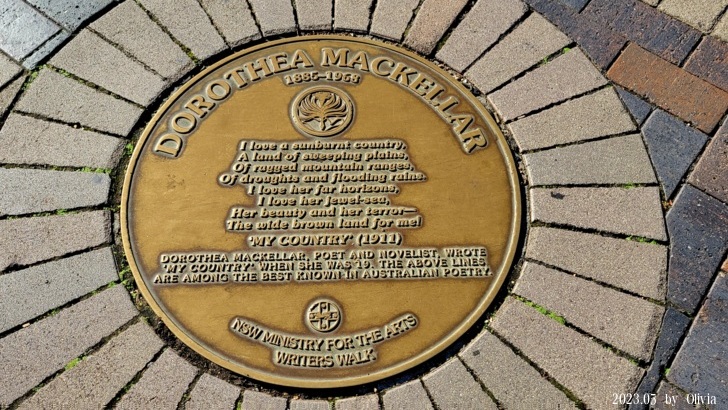 DOROTHEA MACKELLAR
1885–1968
I love a sunburnt country,
A land of sweeping plains,
Of rugged mountain ranges,
Of droughts and flooding rains.
I love her far horizons,
I love her jewel-sea,
Her beauty and her terror—
The wide brown land for me!
'MY COUNTRY' (1911)
DOROTHEA MACKELLAR, POET AND NOVELIST, WROTE
'MY COUNTRY' WHEN SHE WAS 19. THE ABOVE LINES
ARE AMONG THE BEST KNOWN IN AUSTRALIAN POETRY.
NSW MINISTRY FOR THE ARTS
WRITERS WALK
2023.05 by Olivia